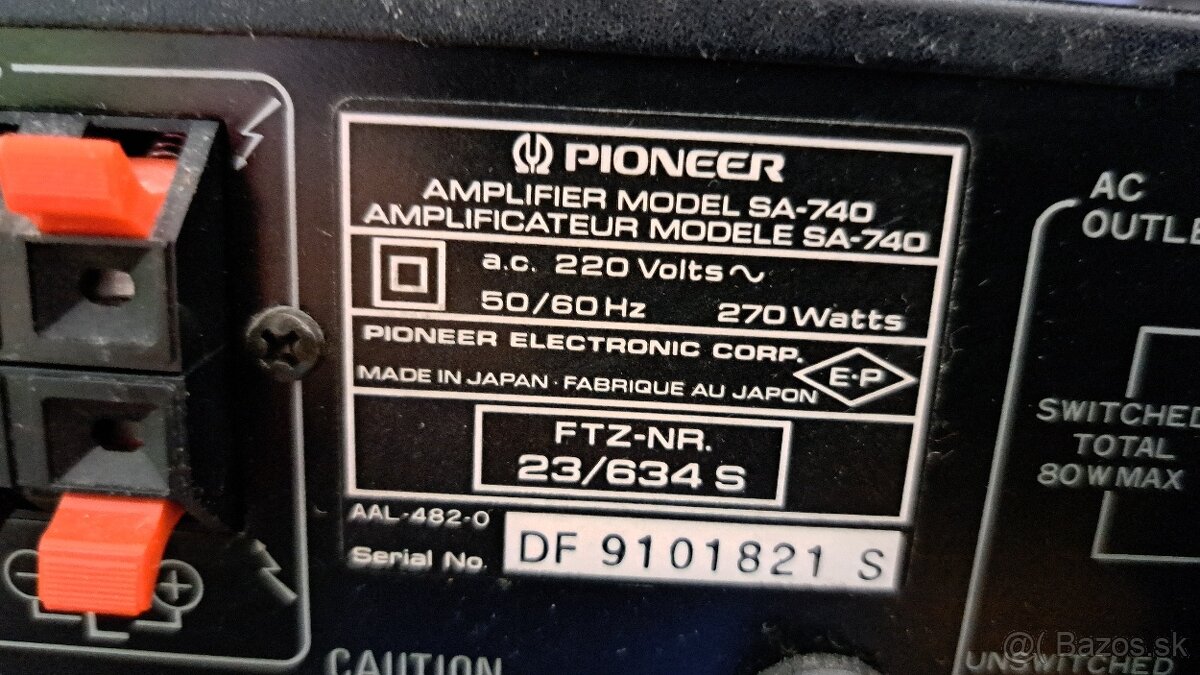 PIONEER
AMPLIFIER MODEL SA-740
AMPLIFICATEUR MODELE SA-740
a.c. 220 Volts ~
50/60 Hz 270 Watts
PIONEER ELECTRONIC CORP.
MADE IN JAPAN · FABRIQUE AU JAPON
E·P
FTZ-NR.
23/634 S
AAL-482-0
Serial No. DF 9101821 S
CAUTION
AC
OUTLE
SWITCHED
TOTAL
80W MAX
UNSWITCHED
@( Bazos.sk